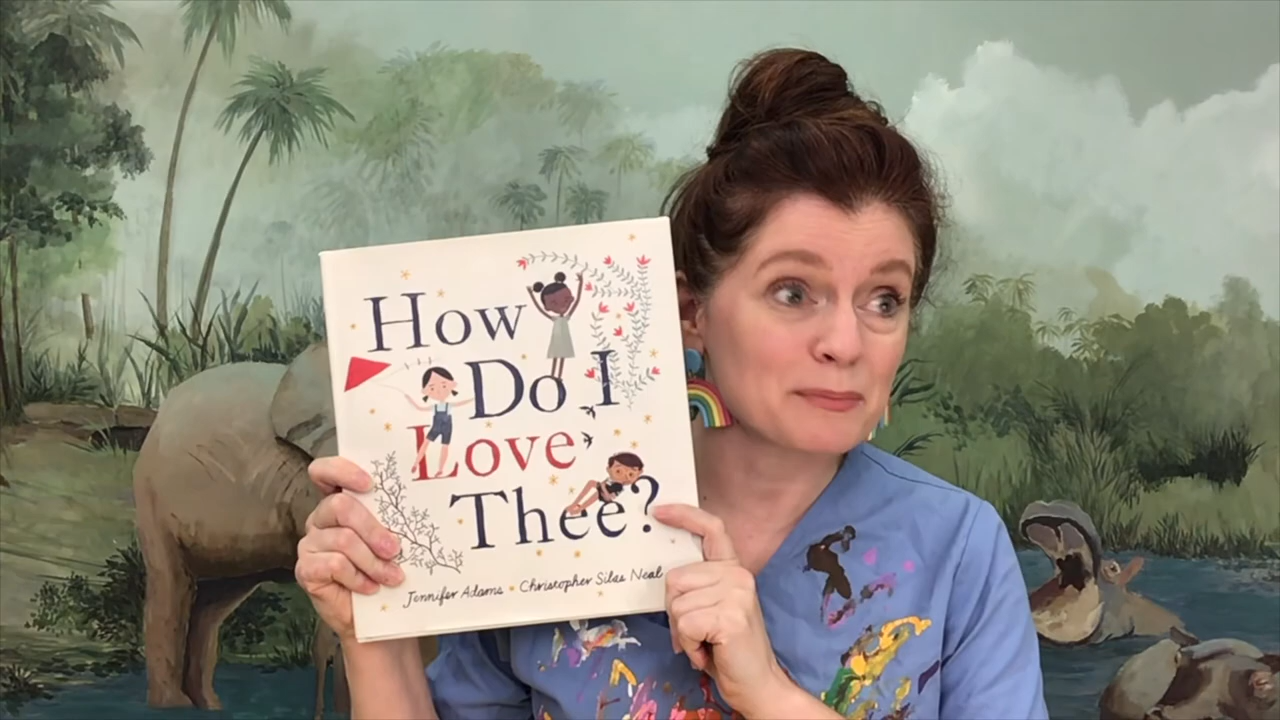 How
Do I
Love
Thee?
Jennifer Adams • Christopher Silas Neal